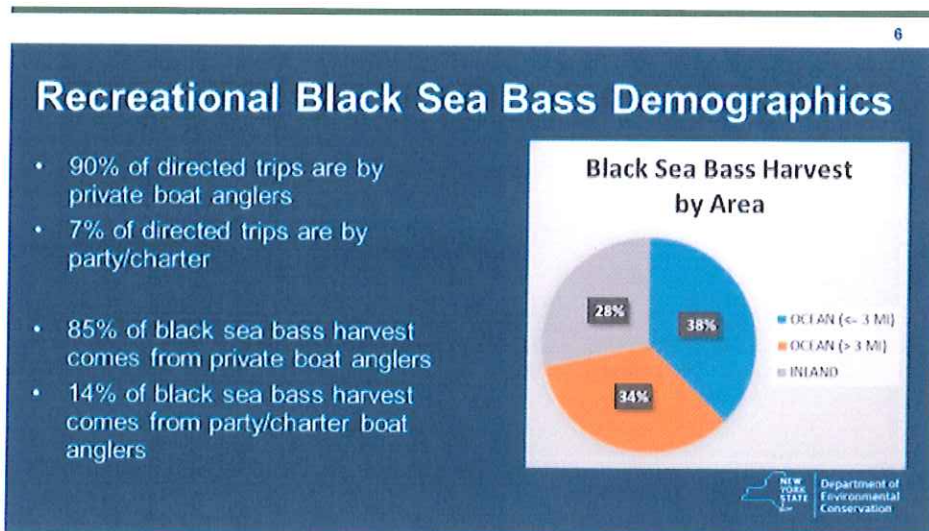 6
Recreational Black Sea Bass Demographics
• 90% of directed trips are by
private boat anglers
• 7% of directed trips are by
party/charter
• 85% of black sea bass harvest
comes from private boat anglers
• 14% of black sea bass harvest
comes from party/charter boat
anglers
Black Sea Bass Harvest
by Area
28%
38%
34%
OCEAN (<= 3 MI)
OCEAN (> 3 MI)
INLAND
NEW
YORK
STATE
Department of
Environmental
Conservation